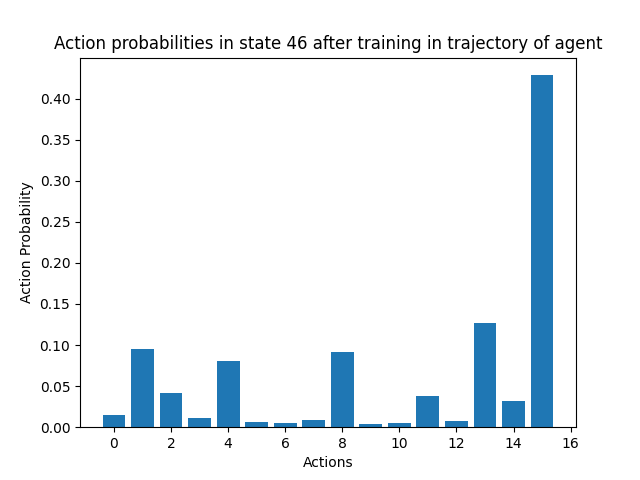 Action probabilities in state 46 after training in trajectory of agent
0.40
0.35
0.30
0.25
0.20
0.15
0.10
0.05
0.00
Action Probability
0 2 4 6 8 10 12 14 16
Actions